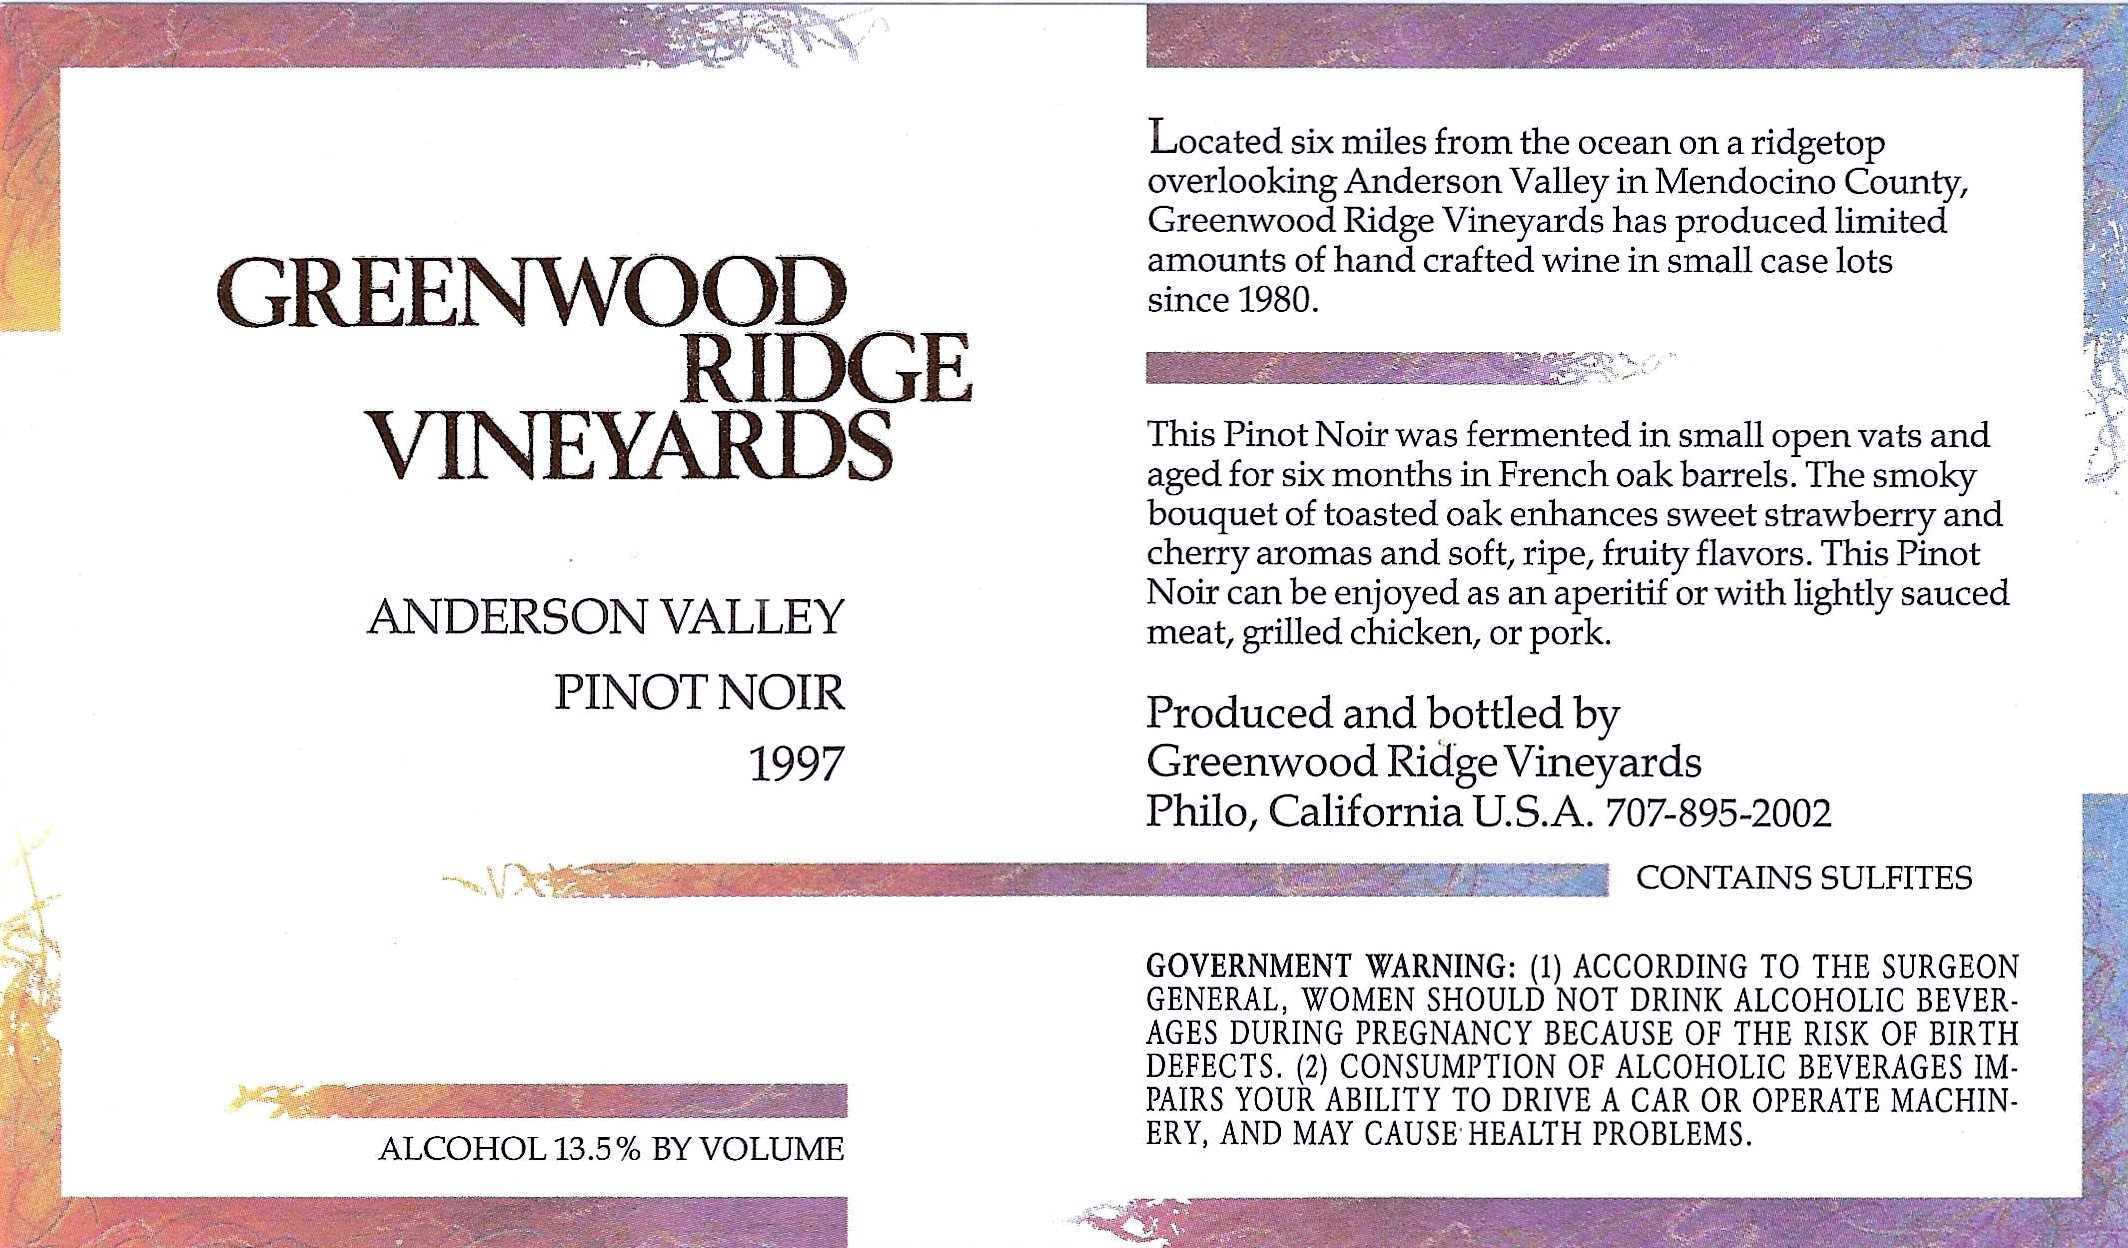 GREENWOOD
RIDGE
VINEYARDS
ANDERSON VALLEY
PINOT NOIR
1997
ALCOHOL 13.5% BY VOLUME
Located six miles from the ocean on a ridgetop
overlooking Anderson Valley in Mendocino County,
Greenwood Ridge Vineyards has produced limited
amounts of hand crafted wine in small case lots
since 1980.
This Pinot Noir was fermented in small open vats and
aged for six months in French oak barrels. The smoky
bouquet of toasted oak enhances sweet strawberry and
cherry aromas and soft, ripe, fruity flavors. This Pinot
Noir can be enjoyed as an aperitif or with lightly sauced
meat, grilled chicken, or pork.
Produced and bottled by
Greenwood Ridge Vineyards
Philo, California U.S.A. 707-895-2002
CONTAINS SULFITES
GOVERNMENT WARNING: (1) ACCORDING TO THE SURGEON
GENERAL, WOMEN SHOULD NOT DRINK ALCOHOLIC BEVER-
AGES DURING PREGNANCY BECAUSE OF THE RISK OF BIRTH
DEFECTS. (2) CONSUMPTION OF ALCOHOLIC BEVERAGES IM-
PAIRS YOUR ABILITY TO DRIVE A CAR OR OPERATE MACHIN-
ERY, AND MAY CAUSE HEALTH PROBLEMS.